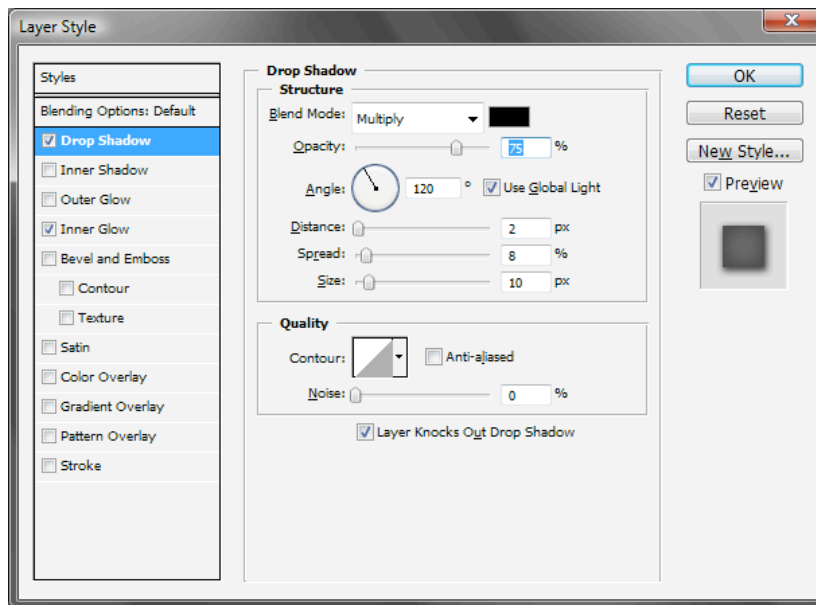 Layer Style
Styles
Blending Options: Default
Drop Shadow
Inner Shadow
Outer Glow
Inner Glow
Bevel and Emboss
Contour
Texture
Satin
Color Overlay
Gradient Overlay
Pattern Overlay
Stroke
Drop Shadow
Structure
Blend Mode: Multiply
Opacity: 75 %
Angle: 120 ° Use Global Light
Distance: 2 px
Spread: 8 %
Size: 10 px
Quality
Contour: Anti-aliased
Noise: 0 %
Layer Knocks Out Drop Shadow
OK
Reset
New Style...
Preview